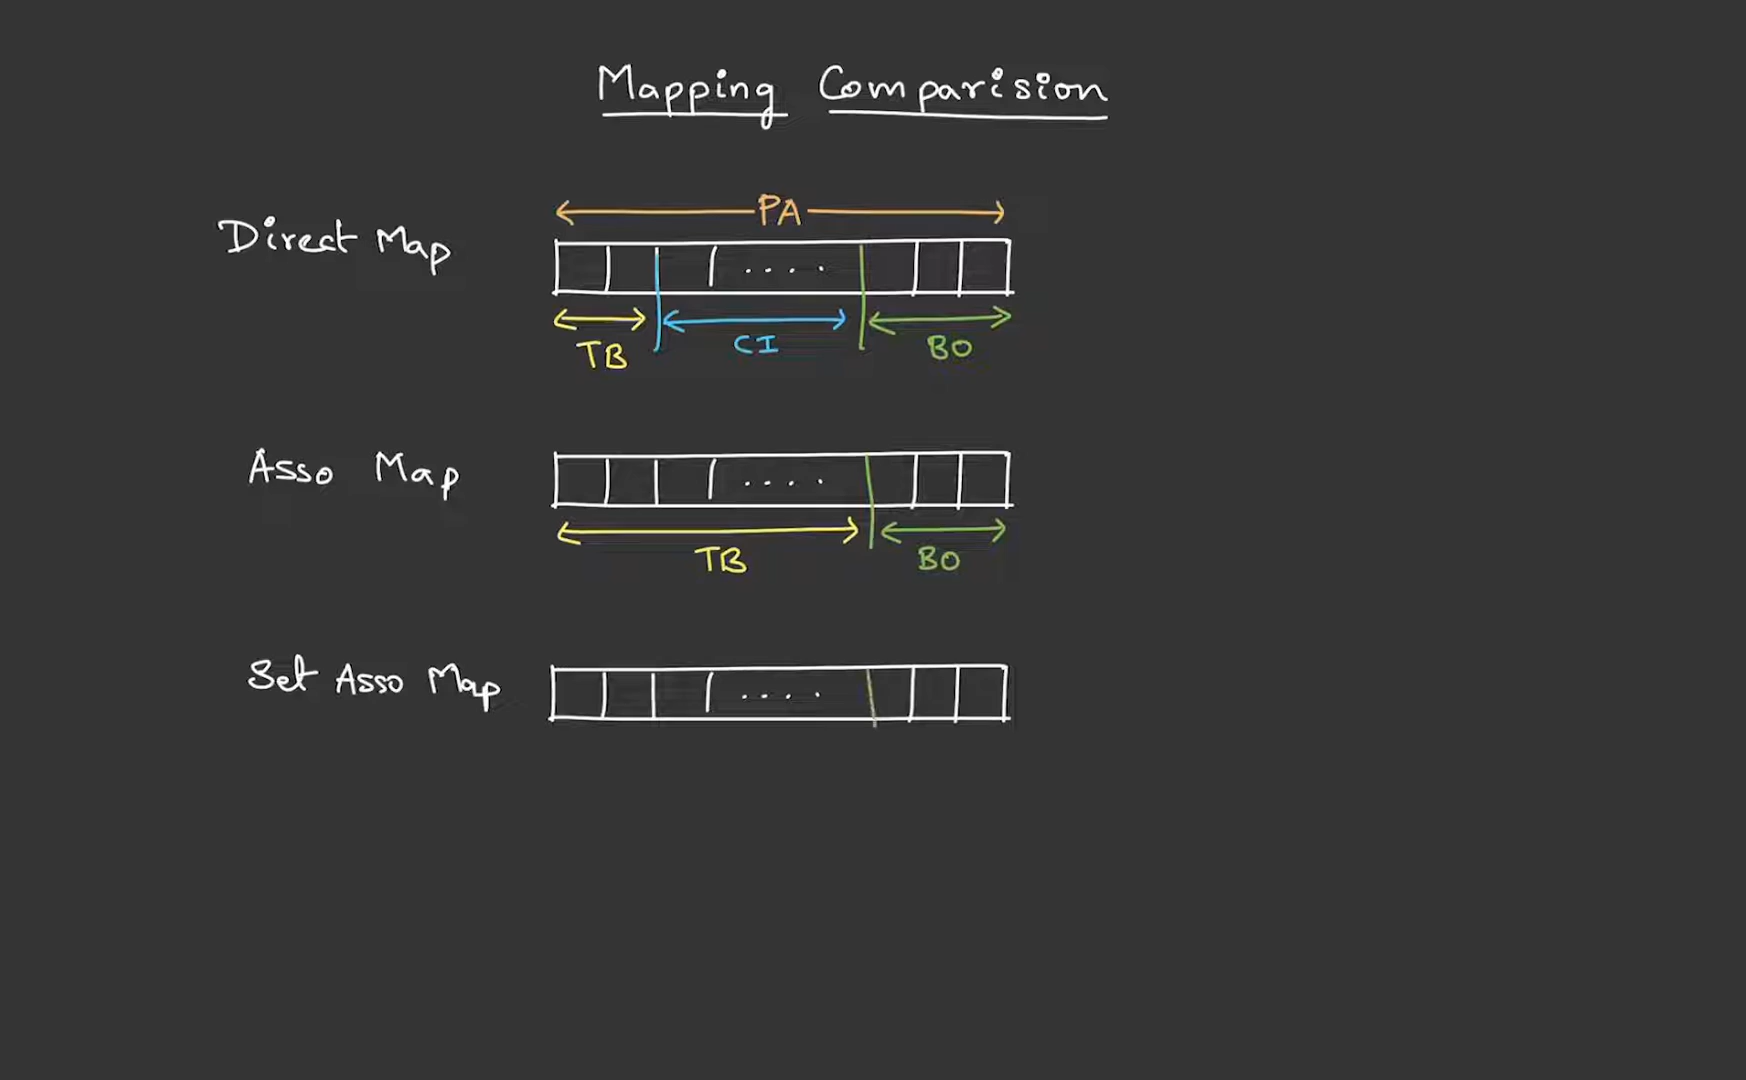 Mapping Comparision
PA
Direct Map
TB CI BO
Asso Map
TB BO
Set Asso Map